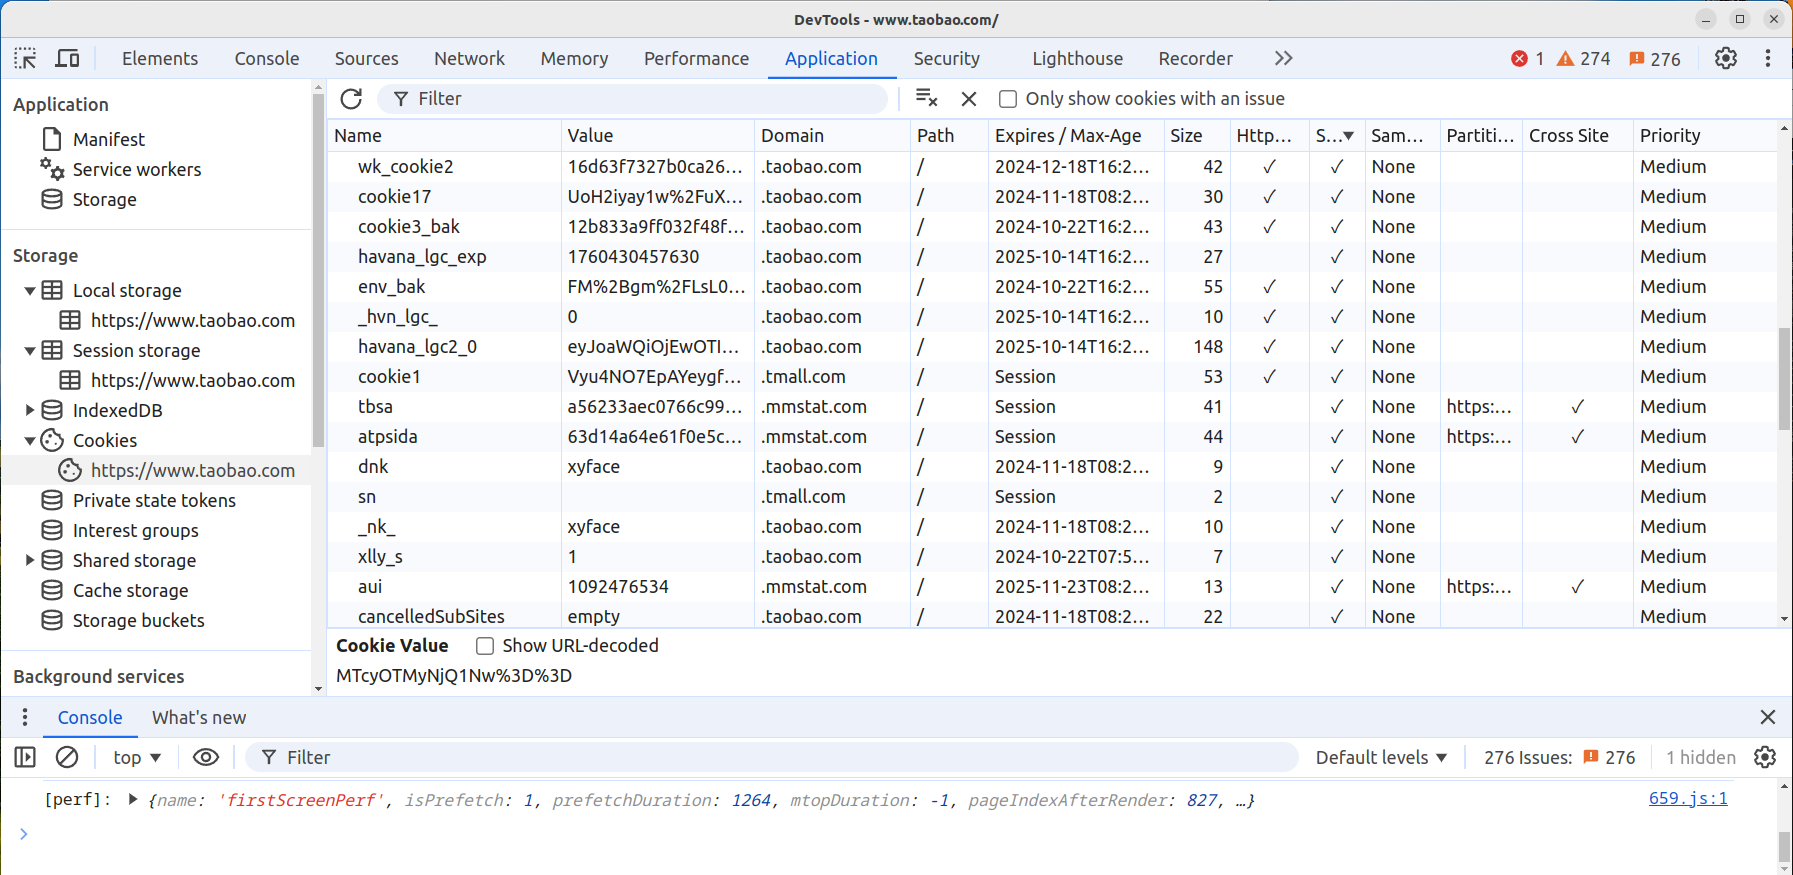 DevTools - www.taobao.com/
Elements Console Sources Network Memory Performance Application Security Lighthouse Recorder 1 274 276
Application
Manifest
Service workers
Storage
Storage
Local storage
https://www.taobao.com
Session storage
https://www.taobao.com
IndexedDB
Cookies
https://www.taobao.com
Private state tokens
Interest groups
Shared storage
Cache storage
Storage buckets
Background services
Filter Only show cookies with an issue
Name Value Domain Path Expires / Max-Age Size Http... S... Sam... Partiti... Cross Site Priority
wk_cookie2 16d63f7327b0ca26... .taobao.com / 2024-12-18T16:2... 42 ✓ ✓ None Medium
cookie17 UoH2iyay1w%2FuX... .taobao.com / 2024-11-18T08:2... 30 ✓ ✓ None Medium
cookie3_bak 12b833a9ff032f48f... .taobao.com / 2024-10-22T16:2... 43 ✓ ✓ None Medium
havana_lgc_exp 1760430457630 .taobao.com / 2025-10-14T16:2... 27 ✓ None Medium
env_bak FM%2Bgm%2FLsL0... .taobao.com / 2024-10-22T16:2... 55 ✓ ✓ None Medium
_hvn_lgc_ 0 .taobao.com / 2025-10-14T16:2... 10 ✓ ✓ None Medium
havana_lgc2_0 eyJoaWQiOjEwOTI... .taobao.com / 2025-10-14T16:2... 148 ✓ ✓ None Medium
cookie1 Vyu4NO7EpAYeygf... .tmall.com / Session 53 ✓ ✓ None Medium
tbsa a56233aec0766c99... .mmstat.com / Session 41 ✓ None https:... ✓ Medium
atpsida 63d14a64e61f0e5c... .mmstat.com / Session 44 ✓ None https:... ✓ Medium
dnk xyface .taobao.com / 2024-11-18T08:2... 9 ✓ None Medium
sn .tmall.com / Session 2 ✓ None Medium
_nk_ xyface .taobao.com / 2024-11-18T08:2... 10 ✓ None Medium
xlly_s 1 .taobao.com / 2024-10-22T07:5... 7 ✓ None Medium
aui 1092476534 .mmstat.com / 2025-11-23T08:2... 13 ✓ None https:... ✓ Medium
cancelledSubSites empty .taobao.com / 2024-11-18T08:2... 22 ✓ None Medium
Cookie Value Show URL-decoded
MTcyOTMyNjQ1Nw%3D%3D
Console What's new
top Filter Default levels 276 Issues: 276 1 hidden
[perf]: {name: 'firstScreenPerf', isPrefetch: 1, prefetchDuration: 1264, mtopDuration: -1, pageIndexAfterRender: 827, …} 659.js:1